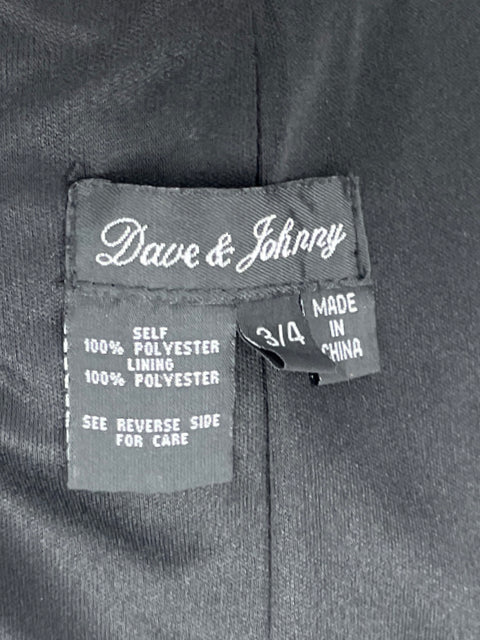 Dave & Johnny
SELF
100% POLYESTER
LINING
100% POLYESTER
SEE REVERSE SIDE
FOR CARE
3/4
MADE
IN
CHINA